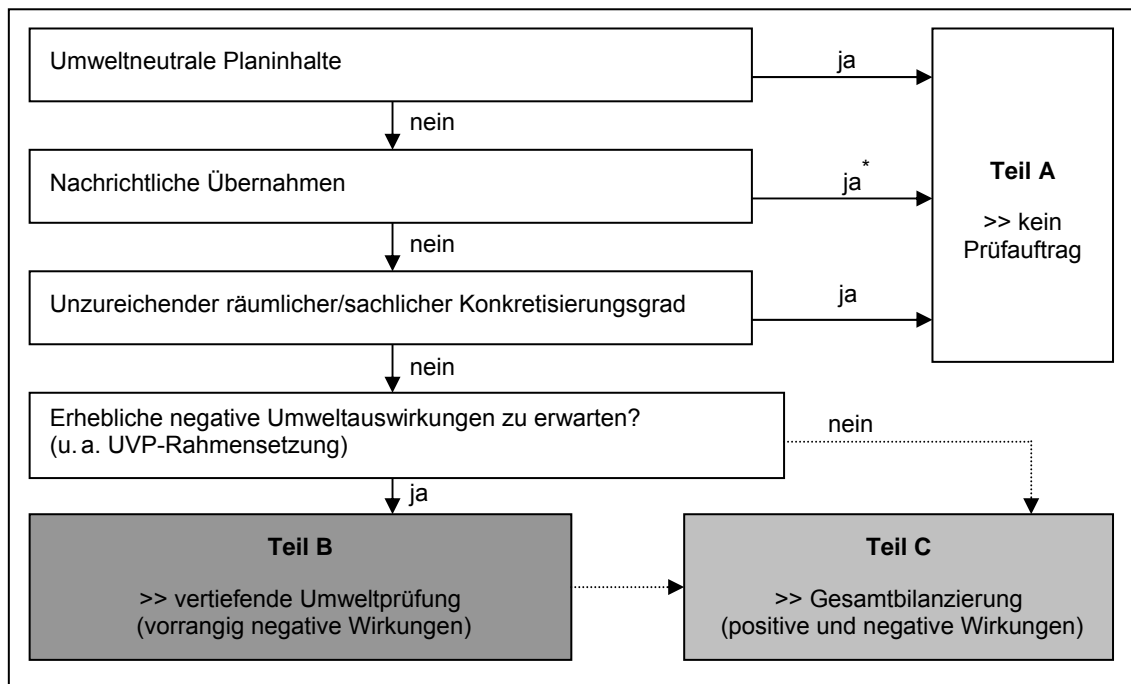 Umweltneutrale Planinhalte
ja
nein
Nachrichtliche Übernahmen
ja*
nein
Unzureichender räumlicher/sachlicher Konkretisierungsgrad
ja
nein
Teil A
>> kein
Prüfauftrag
Erhebliche negative Umweltauswirkungen zu erwarten?
(u. a. UVP-Rahmensetzung)
nein
ja
Teil B
>> vertiefende Umweltprüfung
(vorrangig negative Wirkungen)
Teil C
>> Gesamtbilanzierung
(positive und negative Wirkungen)